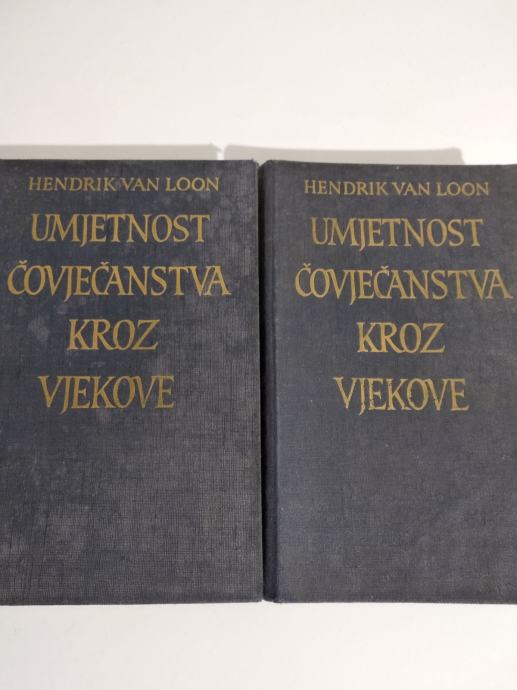 HENDRIK VAN LOON
UMJETNOST
ČOVJEČANSTVA
KROZ
VJEKOVE
HENDRIK VAN LOON
UMJETNOST
ČOVJEČANSTVA
KROZ
VJEKOVE